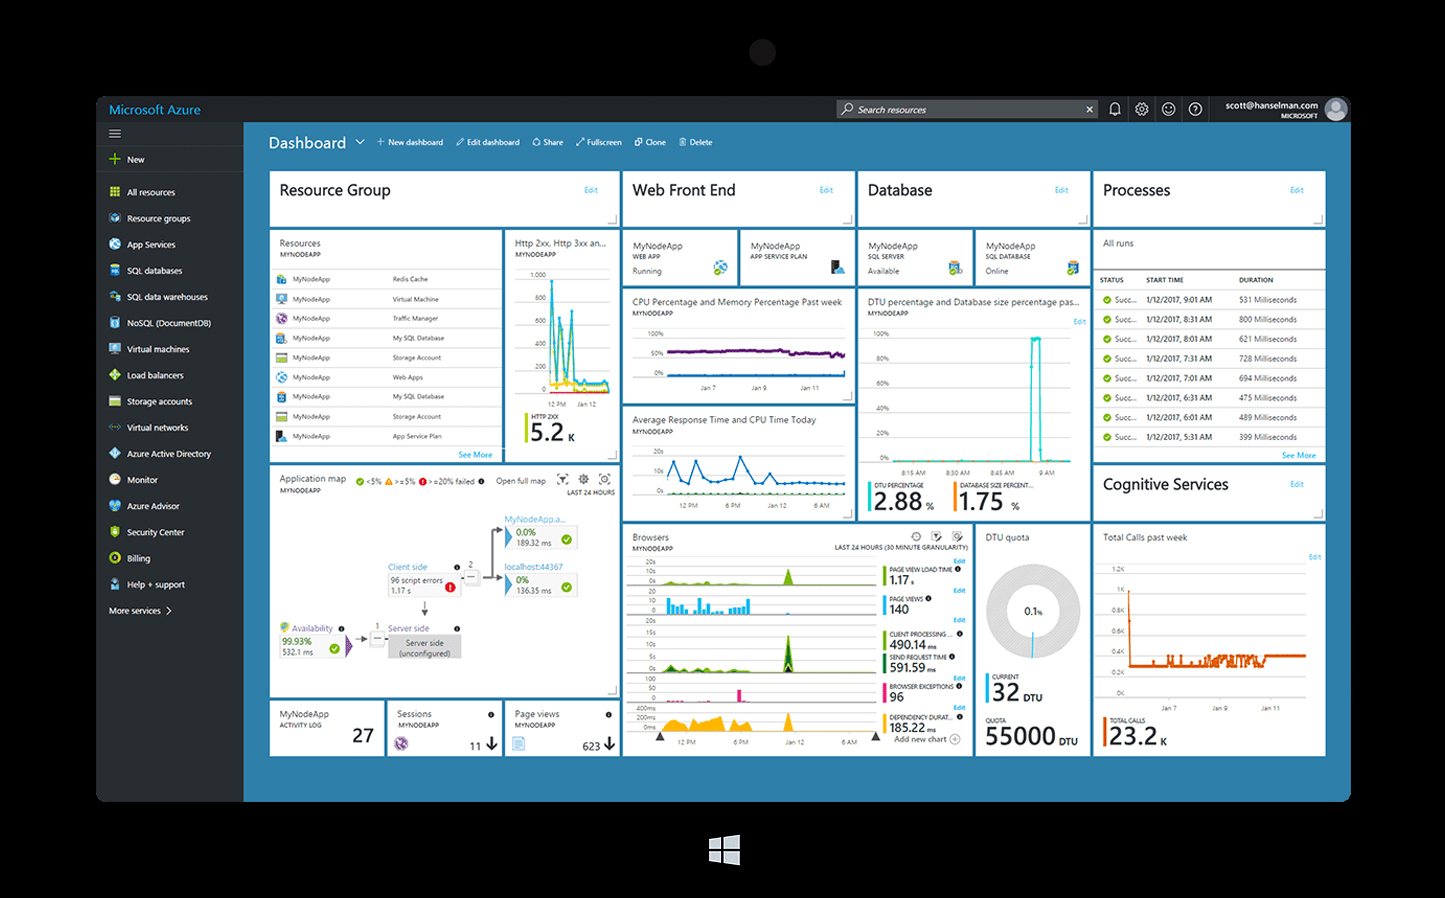 Microsoft Azure
Search resources
scott@hanselman.com
MICROSOFT
New
All resources
Resource groups
App Services
SQL databases
SQL data warehouses
NoSQL (DocumentDB)
Virtual machines
Load balancers
Storage accounts
Virtual networks
Azure Active Directory
Monitor
Azure Advisor
Security Center
Billing
Help + support
More services
Dashboard
New dashboard
Edit dashboard
Share
Fullscreen
Clone
Delete
Resource Group Edit
Resources
MYNODEAPP
MyNodeApp Redis Cache
MyNodeApp Virtual Machine
MyNodeApp Traffic Manager
MyNodeApp My SQL Database
MyNodeApp Storage Account
MyNodeApp Web Apps
MyNodeApp My SQL Database
MyNodeApp Storage Account
MyNodeApp App Service Plan
See More
Http 2xx, Http 3xx an...
MYNODEAPP
1,000
800
600
400
200
0
12 PM Jan 12
HTTP 2XX
5.2 K
Application map <5% >=5% >=20% failed Open full map
MYNODEAPP
LAST 24 HOURS
MyNodeApp.a...
0.0%
189.32 ms
Client side
96 script errors
1.17 s
2
localhost:44367
0%
136.35 ms
Availability
99.93%
532.1 ms
1
Server side
Server side
(unconfigured)
MyNodeApp
ACTIVITY LOG
27
Sessions
MYNODEAPP
11
Page views
MYNODEAPP
623
Web Front End Edit
MyNodeApp
WEB APP
Running
MyNodeApp
APP SERVICE PLAN
CPU Percentage and Memory Percentage Past week
MYNODEAPP
100%
50%
0%
Jan 7 Jan 9 Jan 11
Average Response Time and CPU Time Today
MYNODEAPP
20s
10s
0s
12 PM 6 PM Jan 12 6 AM
Database Edit
MyNodeApp
SQL SERVER
Available
MyNodeApp
SQL DATABASE
Online
DTU percentage and Database size percentage pas...
MYNODEAPP
Edit
100%
80%
60%
40%
20%
0%
8:15 AM 8:30 AM 8:45 AM 9 AM
DTU PERCENTAGE
2.88 %
DATABASE SIZE PERCENT...
1.75 %
Browsers
MYNODEAPP
LAST 24 HOURS (30 MINUTE GRANULARITY)
20s
10s
0s
Edit
PAGE VIEW LOAD TIME
1.17 s
20
10
0
Edit
PAGE VIEWS
140
20s
15s
10s
5s
0s
Edit
CLIENT PROCESSING ...
490.14 ms
SEND REQUEST TIME
591.59 ms
100
50
0
Edit
BROWSER EXCEPTIONS
96
400ms
200ms
0ms
Edit
DEPENDENCY DURAT...
185.22 ms
12 PM 6 PM Jan 12 6 AM
Add new chart
DTU quota
0.1%
CURRENT
32 DTU
QUOTA
55000 DTU
Processes Edit
All runs
STATUS START TIME DURATION
Succ... 1/12/2017, 9:01 AM 531 Milliseconds
Succ... 1/12/2017, 8:31 AM 800 Milliseconds
Succ... 1/12/2017, 8:01 AM 621 Milliseconds
Succ... 1/12/2017, 7:31 AM 728 Milliseconds
Succ... 1/12/2017, 7:01 AM 694 Milliseconds
Succ... 1/12/2017, 6:31 AM 475 Milliseconds
Succ... 1/12/2017, 6:01 AM 489 Milliseconds
Succ... 1/12/2017, 5:31 AM 399 Milliseconds
See More
Cognitive Services Edit
Total Calls past week
Edit
1.2K
1K
0.8K
0.6K
0.4K
0.2K
0K
Jan 7 Jan 9 Jan 11
TOTAL CALLS
23.2 K